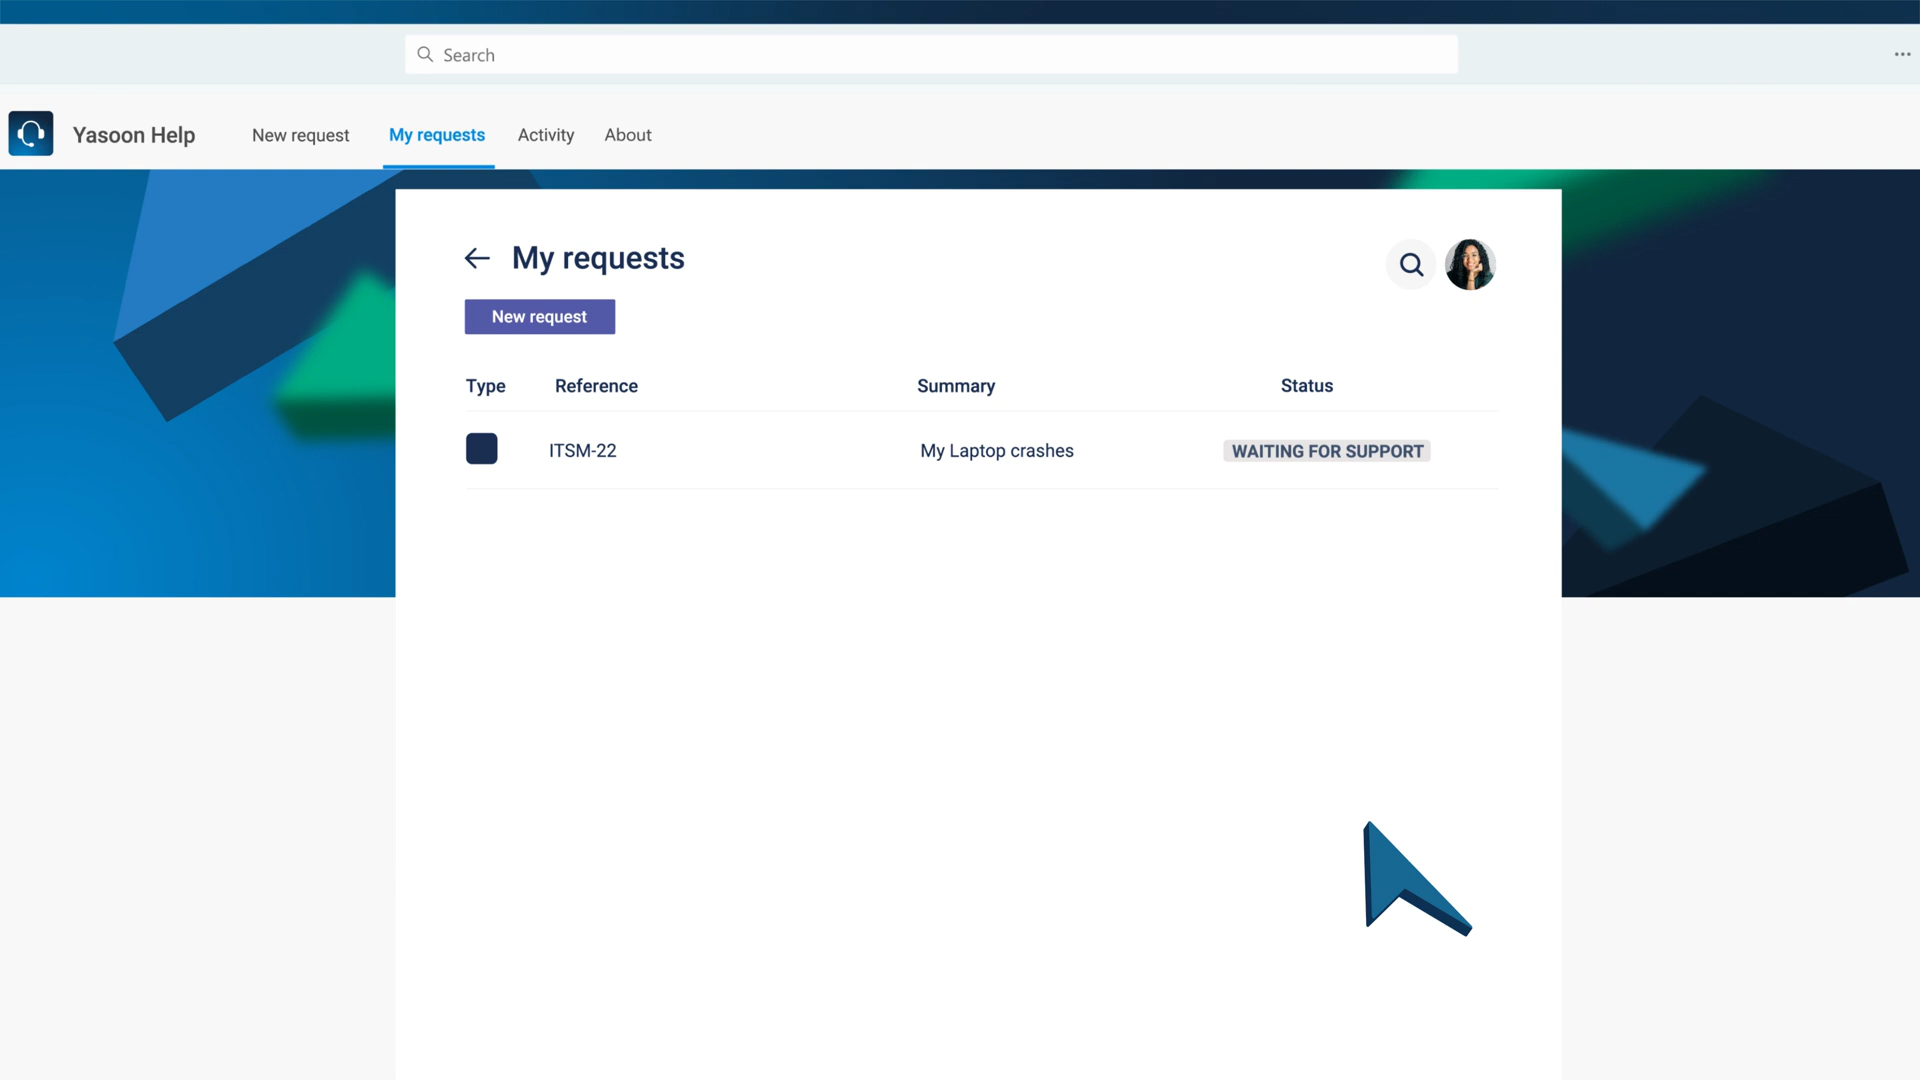 Search
Yasoon Help New request My requests Activity About
My requests
New request
Type Reference Summary Status
ITSM-22 My Laptop crashes WAITING FOR SUPPORT